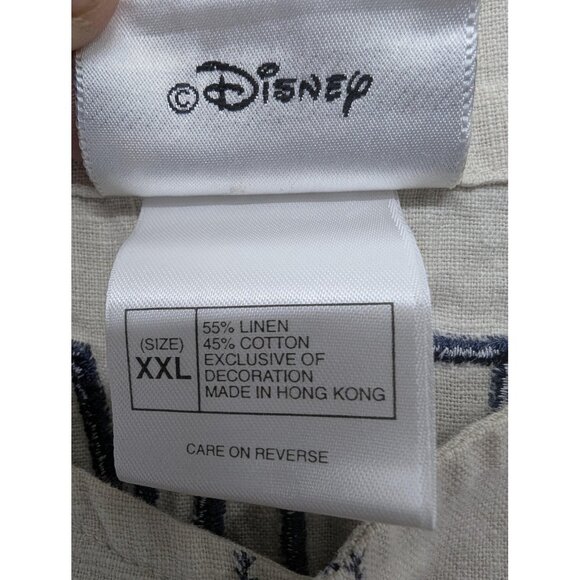 ©Disney
(SIZE)
XXL
55% LINEN
45% COTTON
EXCLUSIVE OF
DECORATION
MADE IN HONG KONG
CARE ON REVERSE